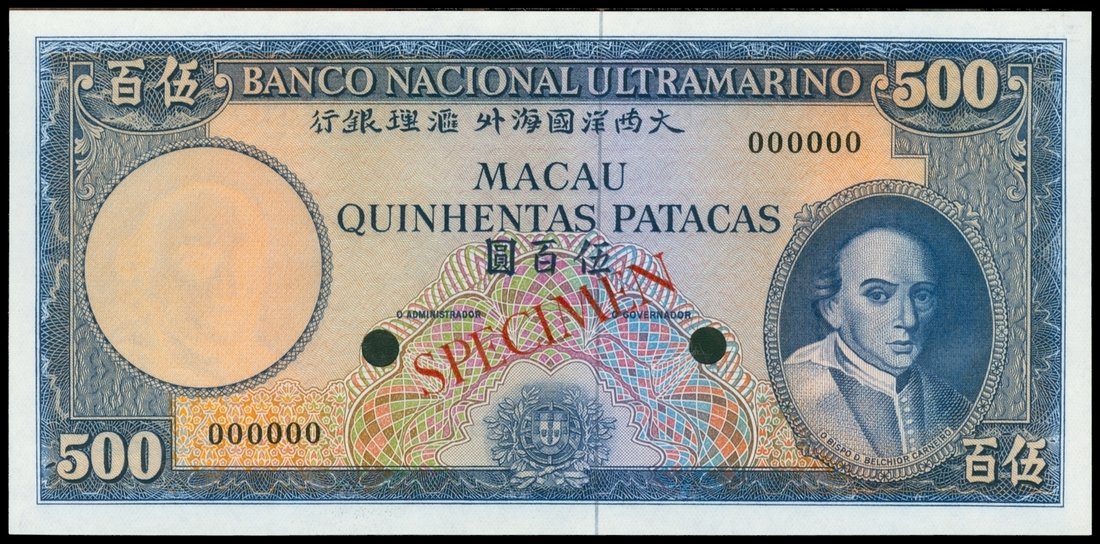 伍百
BANCO NACIONAL ULTRAMARINO
500
大西洋國海外滙理銀行
000000
MACAU
QUINHENTAS PATACAS
伍百圓
O ADMINISTRADOR
O GOVERNADOR
SPECIMEN
000000
O BISPO D. BELCHIOR CARNEIRO
500
伍百